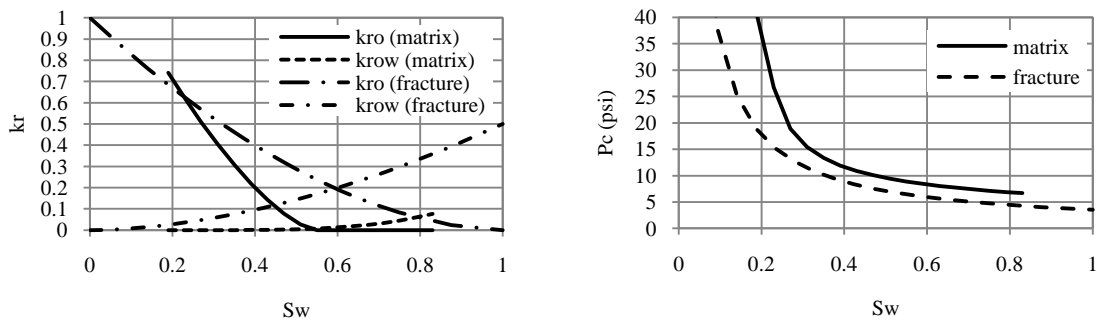 kr
1
0.9
0.8
0.7
0.6
0.5
0.4
0.3
0.2
0.1
0
0 0.2 0.4 0.6 0.8 1
Sw
kro (matrix)
krow (matrix)
kro (fracture)
krow (fracture)
Pc (psi)
40
35
30
25
20
15
10
5
0
0 0.2 0.4 0.6 0.8 1
Sw
matrix
fracture